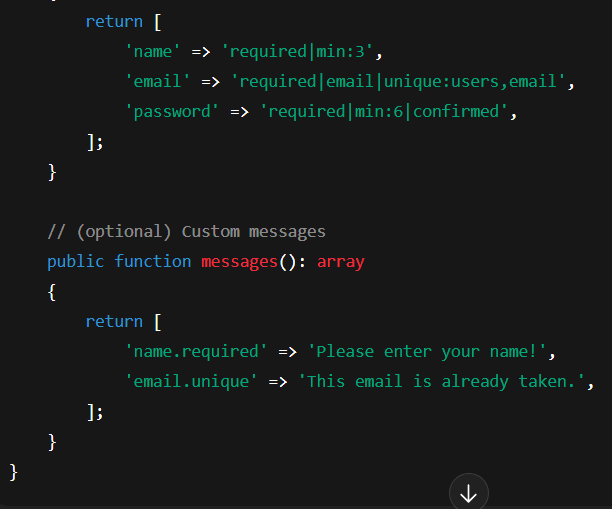 return [
'name' => 'required|min:3',
'email' => 'required|email|unique:users,email',
'password' => 'required|min:6|confirmed',
];
}
// (optional) Custom messages
public function messages(): array
{
return [
'name.required' => 'Please enter your name!',
'email.unique' => 'This email is already taken.',
];
}
}